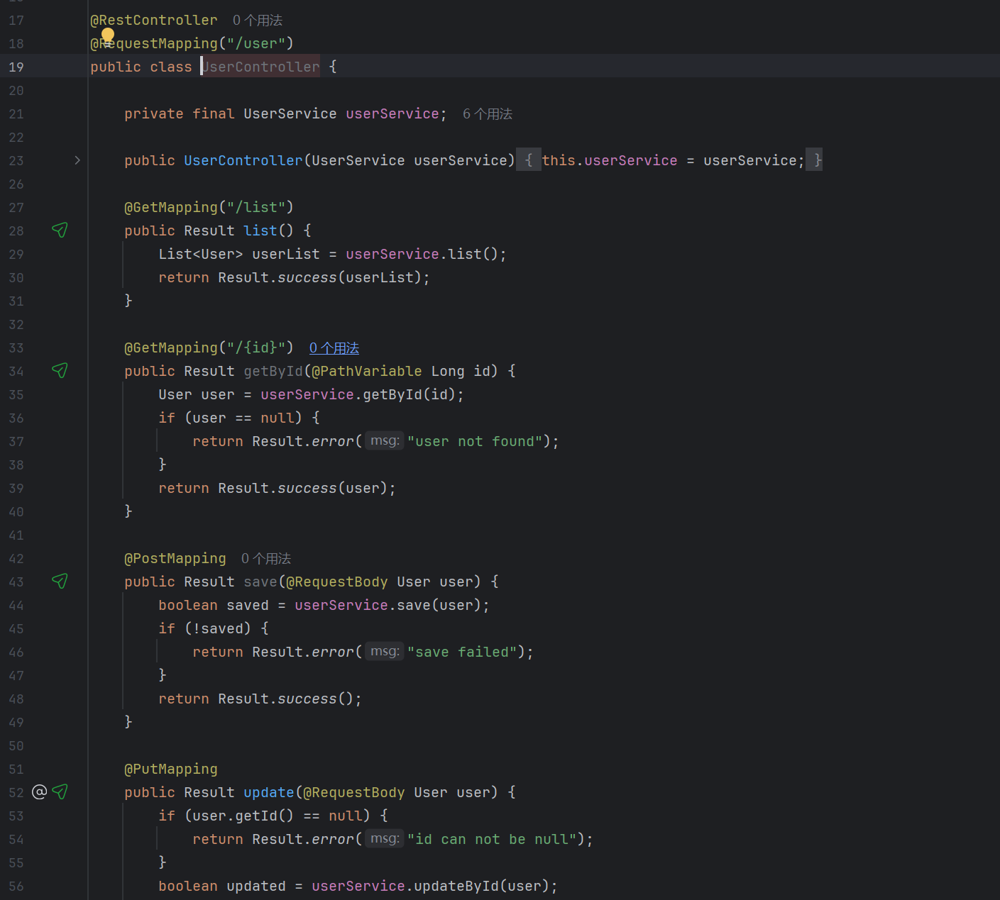 17 @RestController 0 个用法
18 @RequestMapping("/user")
19 public class UserController {
20
21 private final UserService userService; 6 个用法
22
23 public UserController(UserService userService) { this.userService = userService; }
26
27 @GetMapping("/list")
28 public Result list() {
29 List<User> userList = userService.list();
30 return Result.success(userList);
31 }
32
33 @GetMapping("/{id}") 0 个用法
34 public Result getById(@PathVariable Long id) {
35 User user = userService.getById(id);
36 if (user == null) {
37 return Result.error( msg: "user not found");
38 }
39 return Result.success(user);
40 }
41
42 @PostMapping 0 个用法
43 public Result save(@RequestBody User user) {
44 boolean saved = userService.save(user);
45 if (!saved) {
46 return Result.error( msg: "save failed");
47 }
48 return Result.success();
49 }
50
51 @PutMapping
52 @ public Result update(@RequestBody User user) {
53 if (user.getId() == null) {
54 return Result.error( msg: "id can not be null");
55 }
56 boolean updated = userService.updateById(user);